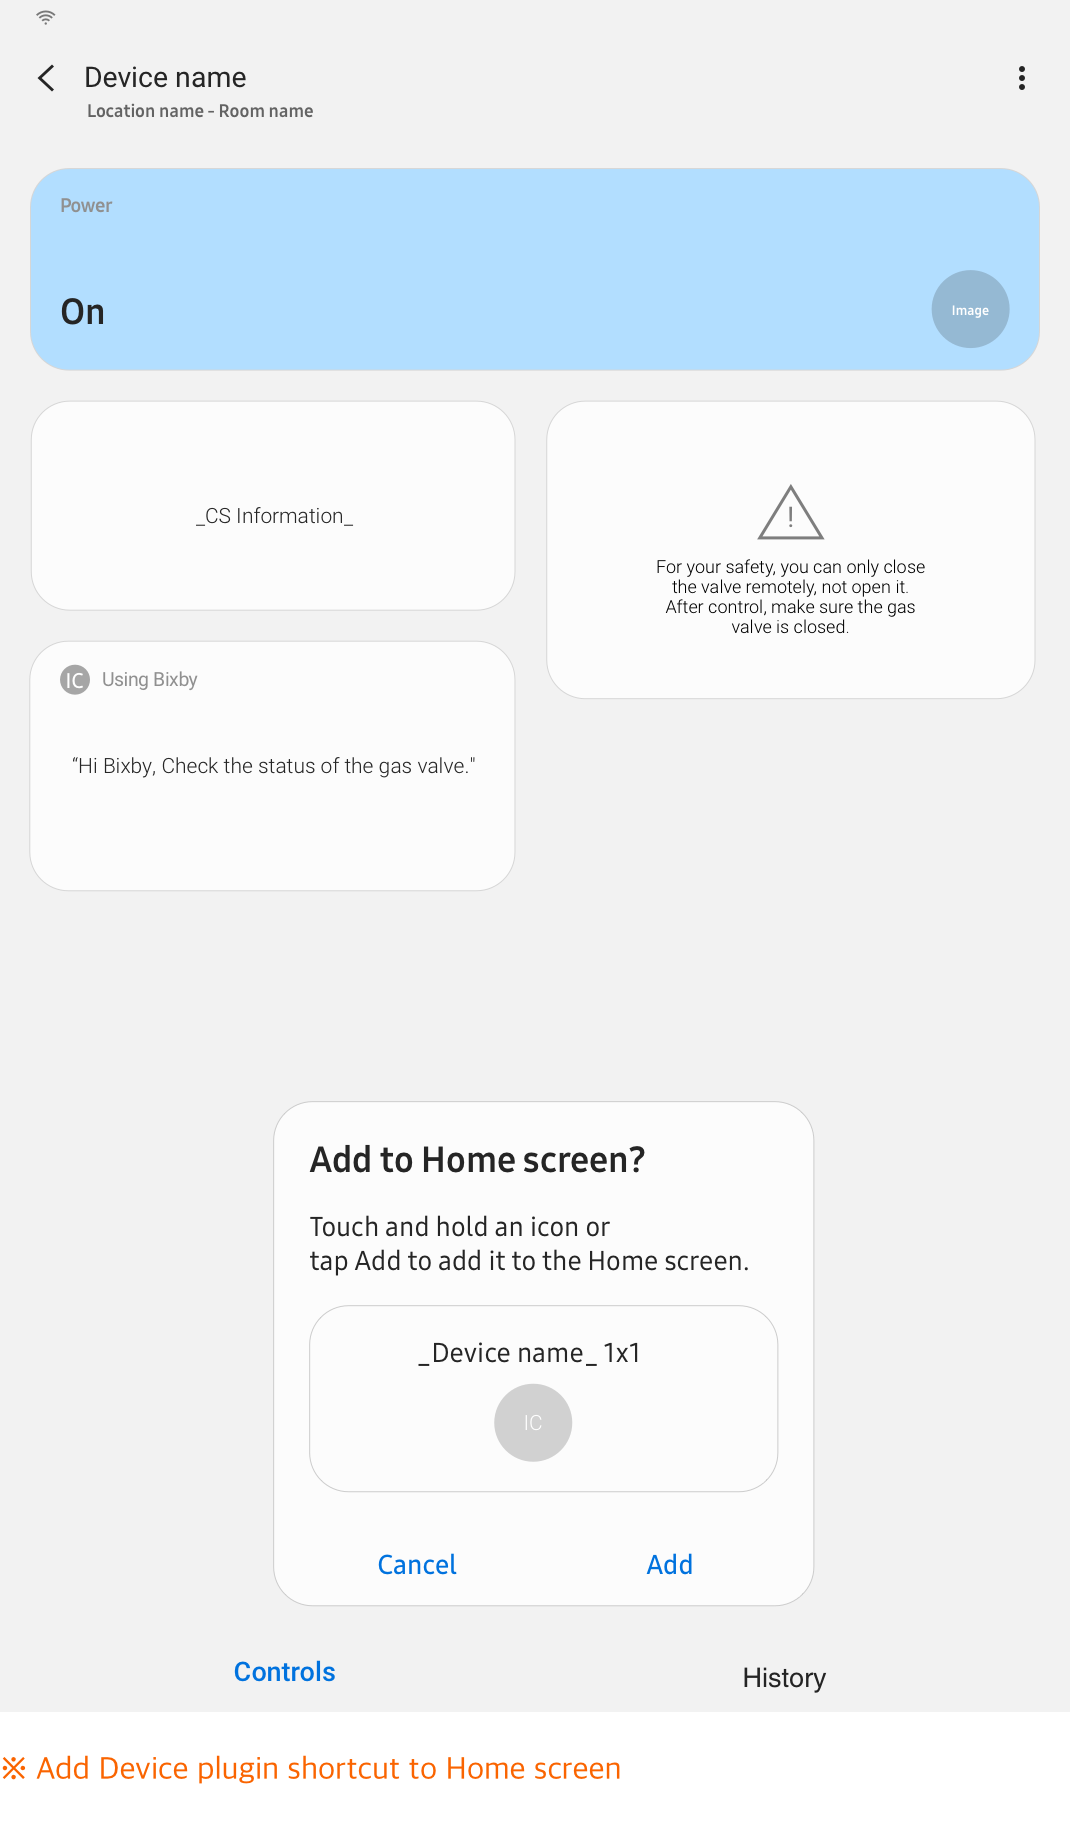 Device name
Location name - Room name
Power
On
Image
_CS Information_
!
For your safety, you can only close
the valve remotely, not open it.
After control, make sure the gas
valve is closed.
IC Using Bixby
“Hi Bixby, Check the status of the gas valve."
Add to Home screen?
Touch and hold an icon or
tap Add to add it to the Home screen.
_Device name_ 1x1
IC
Cancel Add
Controls History
※ Add Device plugin shortcut to Home screen